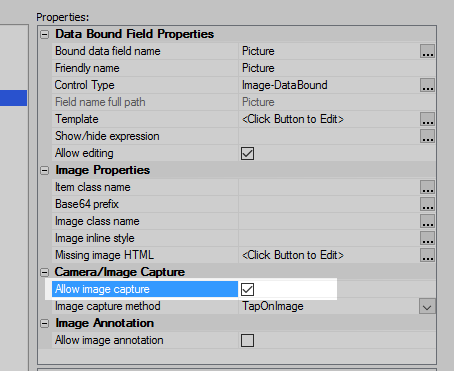 Properties:
Data Bound Field Properties
Bound data field name Picture ...
Friendly name Picture
Control Type Image-DataBound ...
Field name full path Picture
Template <Click Button to Edit> ...
Show/hide expression ...
Allow editing
Image Properties
Item class name ...
Base64 prefix ...
Image class name ...
Image inline style ...
Missing image HTML <Click Button to Edit> ...
Camera/Image Capture
Allow image capture
Image capture method TapOnImage
Image Annotation
Allow image annotation